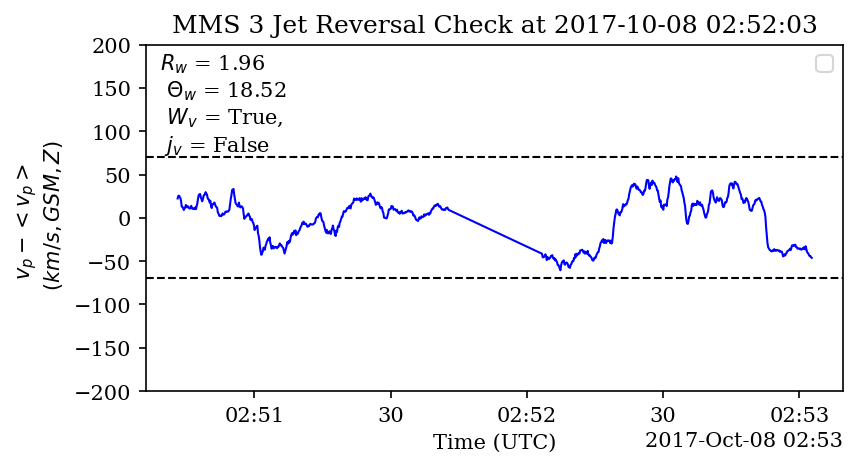 MMS 3 Jet Reversal Check at 2017-10-08 02:52:03
R_w = 1.96
Θ_w = 18.52
W_v = True,
j_v = False
v_p − < v_p >
(km/s, GSM, Z)
200
150
100
50
0
−50
−100
−150
−200
02:51 30 02:52 30 02:53
Time (UTC) 2017-Oct-08 02:53